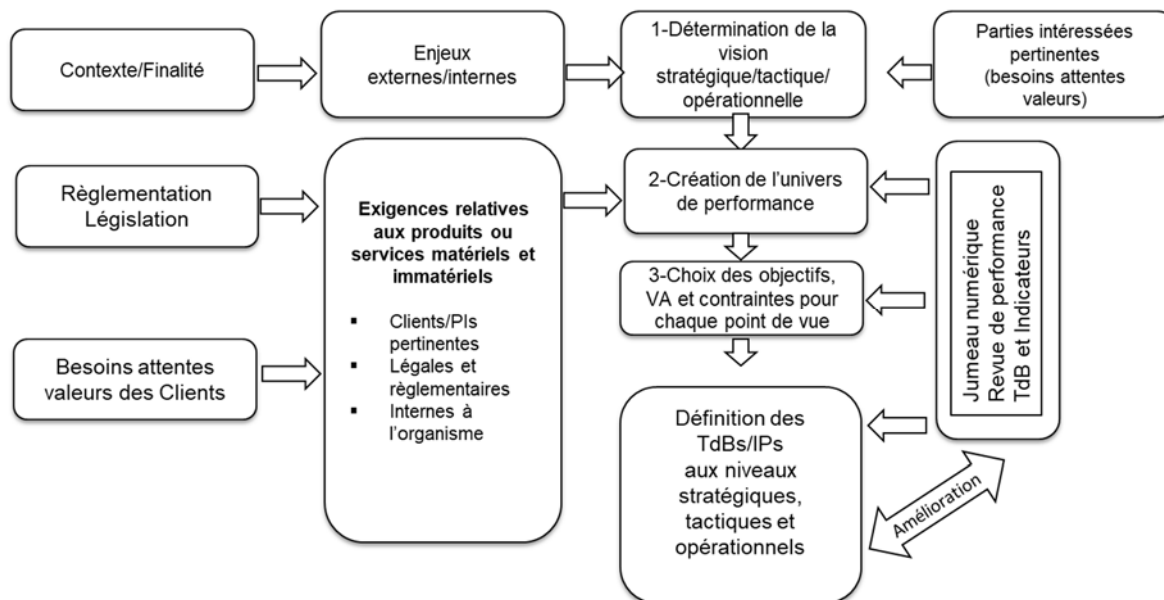 Contexte/Finalité
Enjeux
externes/internes
1-Détermination de la
vision
stratégique/tactique/
opérationnelle
Parties intéressées
pertinentes
(besoins attentes
valeurs)
Règlementation
Législation
Besoins attentes
valeurs des Clients
Exigences relatives
aux produits ou
services matériels et
immatériels
▪ Clients/PIs
pertinentes
▪ Légales et
règlementaires
▪ Internes à
l’organisme
2-Création de l’univers
de performance
3-Choix des objectifs,
VA et contraintes pour
chaque point de vue
Définition des
TdBs/IPs
aux niveaux
stratégiques,
tactiques et
opérationnels
Jumeau numérique
Revue de performance
TdB et Indicateurs
Amélioration